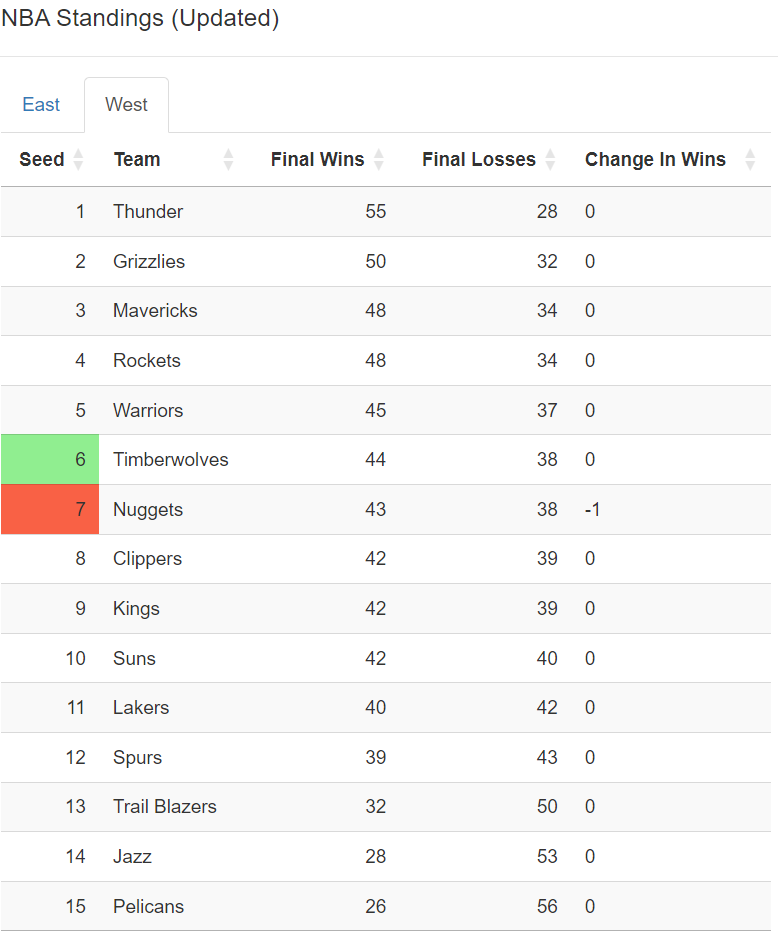 NBA Standings (Updated)
East West
Seed Team Final Wins Final Losses Change In Wins
1 Thunder 55 28 0
2 Grizzlies 50 32 0
3 Mavericks 48 34 0
4 Rockets 48 34 0
5 Warriors 45 37 0
6 Timberwolves 44 38 0
7 Nuggets 43 38 -1
8 Clippers 42 39 0
9 Kings 42 39 0
10 Suns 42 40 0
11 Lakers 40 42 0
12 Spurs 39 43 0
13 Trail Blazers 32 50 0
14 Jazz 28 53 0
15 Pelicans 26 56 0